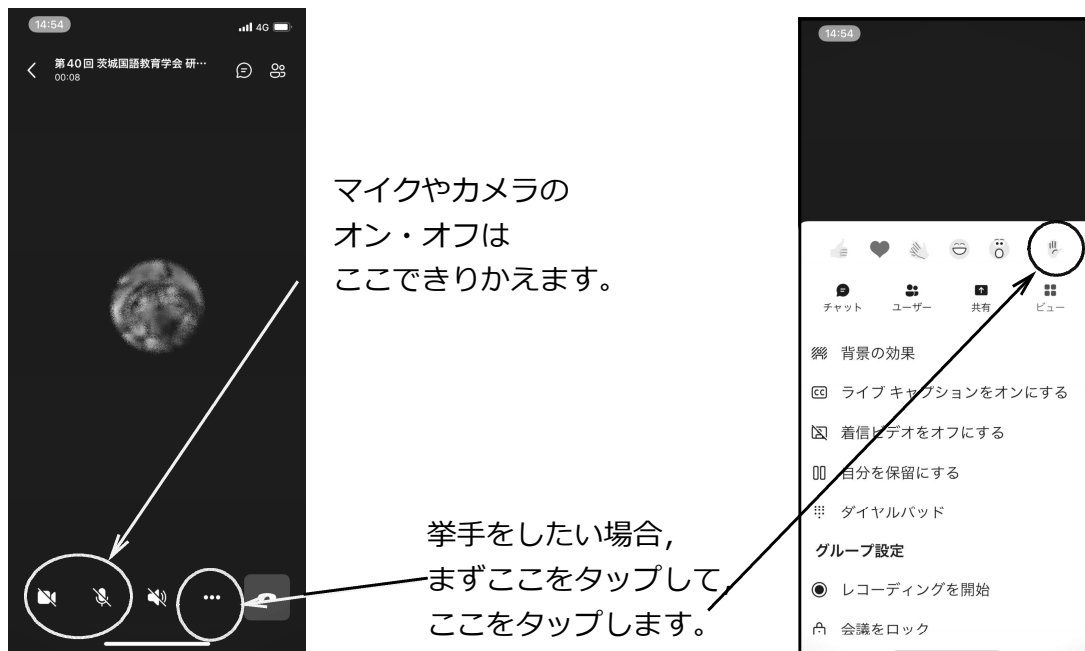 14:54
4G
第40回 茨城国語教育学会 研…
00:08
マイクやカメラの
オン・オフは
ここできりかえます。
挙手をしたい場合,
まずここをタップして,
ここをタップします。
14:54
チャット ユーザー 共有 ビュー
背景の効果
CC ライブ キャプションをオンにする
着信ビデオをオフにする
自分を保留にする
ダイヤルパッド
グループ設定
レコーディングを開始
会議をロック